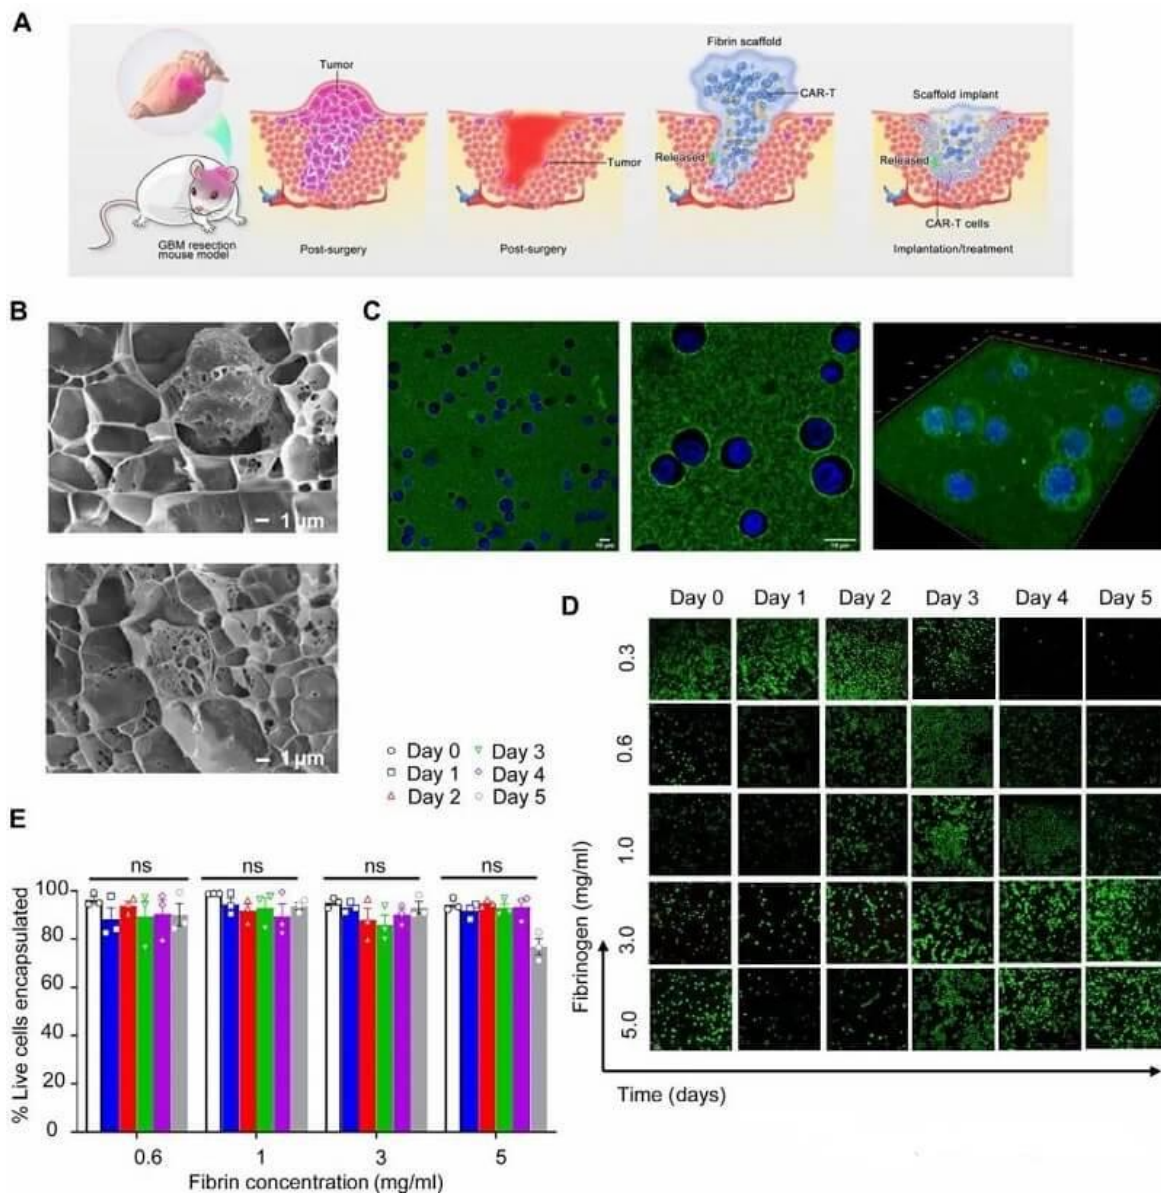 A
Tumor
Post-surgery
GBM resection
mouse model
Tumor
Post-surgery
Fibrin scaffold
CAR-T
Released
Scaffold implant
Released
CAR-T cells
Implantation/treatment
B
1 µm
1 µm
C
10 µm
10 µm
D
Day 0 Day 1 Day 2 Day 3 Day 4 Day 5
0.3
0.6
1.0
3.0
5.0
Fibrinogen (mg/ml)
Time (days)
Day 0
Day 1
Day 2
Day 3
Day 4
Day 5
E
ns ns ns ns
100
80
60
40
20
0
% Live cells encapsulated
0.6 1 3 5
Fibrin concentration (mg/ml)